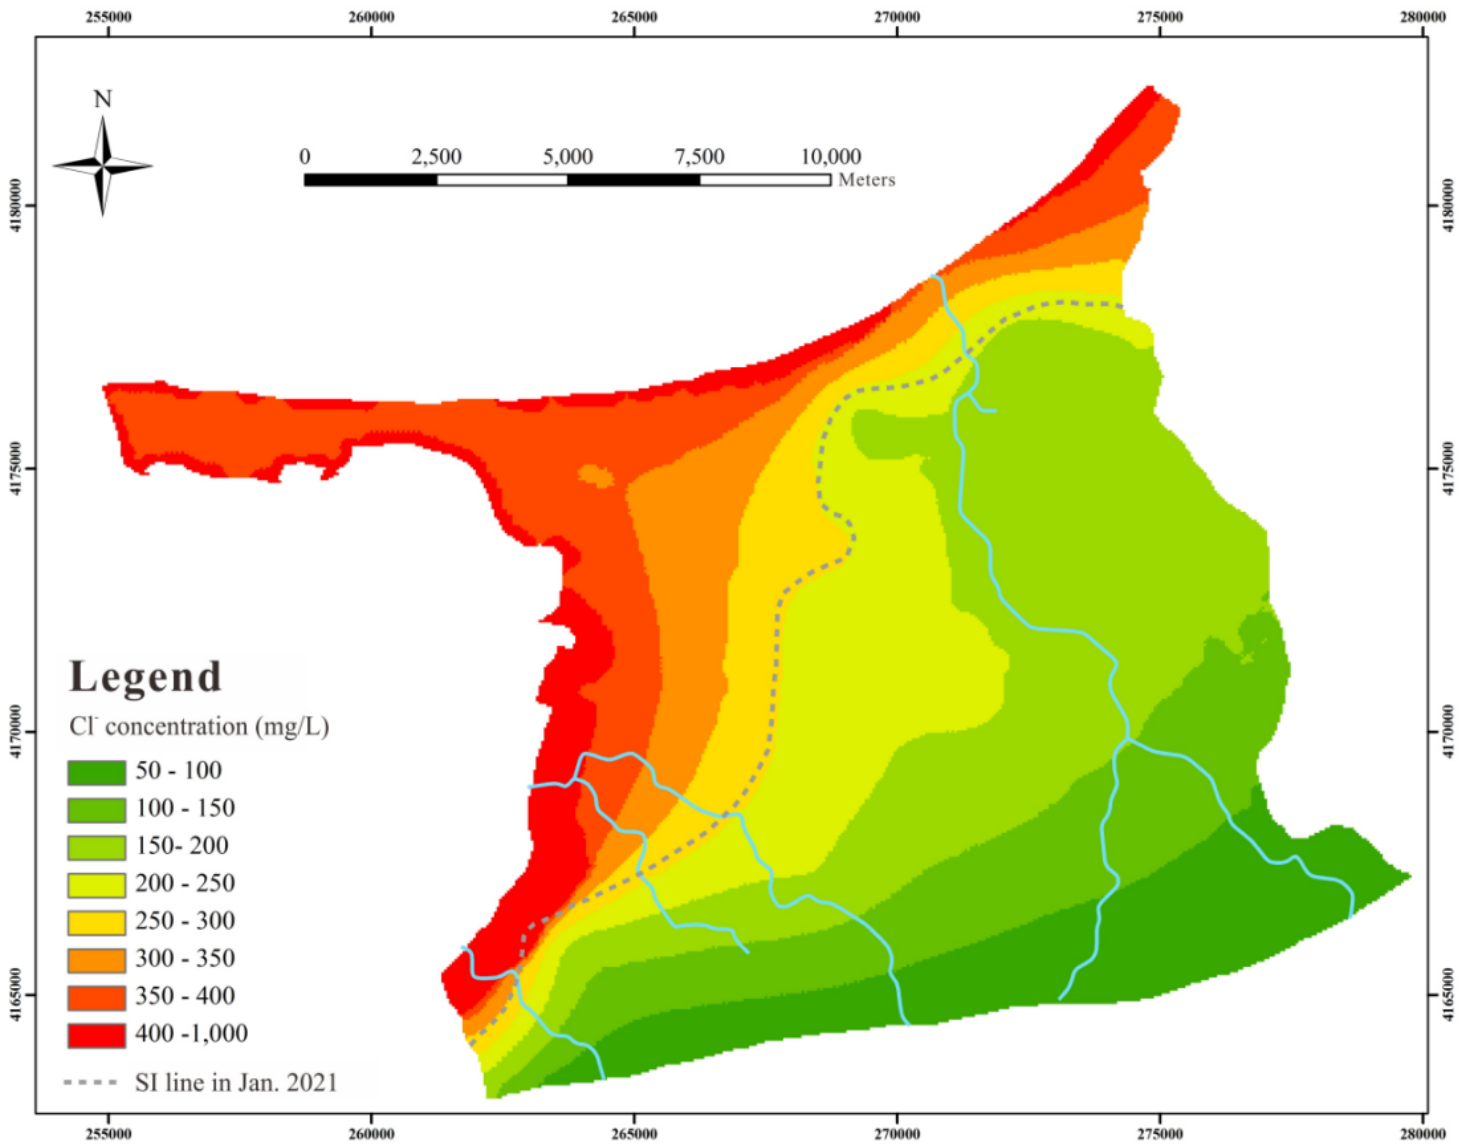 255000 260000 265000 270000 275000 280000
N
0 2,500 5,000 7,500 10,000
Meters
4180000 4180000
4175000 4175000
4170000 4170000
4165000 4165000
Legend
Cl⁻ concentration (mg/L)
50 - 100
100 - 150
150- 200
200 - 250
250 - 300
300 - 350
350 - 400
400 -1,000
SI line in Jan. 2021
255000 260000 265000 270000 275000 280000